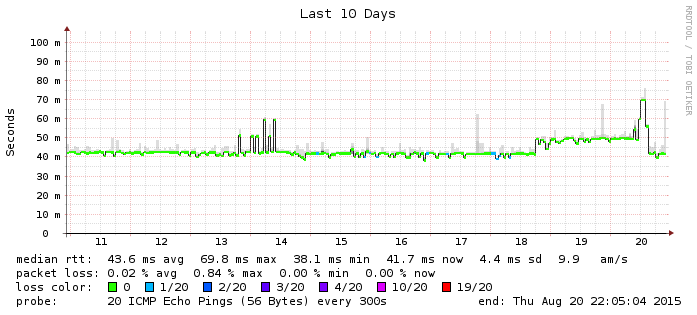 Last 10 Days
RRDTOOL / TOBI OETIKER
Seconds
100 m
90 m
80 m
70 m
60 m
50 m
40 m
30 m
20 m
10 m
0
11 12 13 14 15 16 17 18 19 20
median rtt: 43.6 ms avg 69.8 ms max 38.1 ms min 41.7 ms now 4.4 ms sd 9.9 am/s
packet loss: 0.02 % avg 0.84 % max 0.00 % min 0.00 % now
loss color: 0 1/20 2/20 3/20 4/20 10/20 19/20
probe: 20 ICMP Echo Pings (56 Bytes) every 300s end: Thu Aug 20 22:05:04 2015